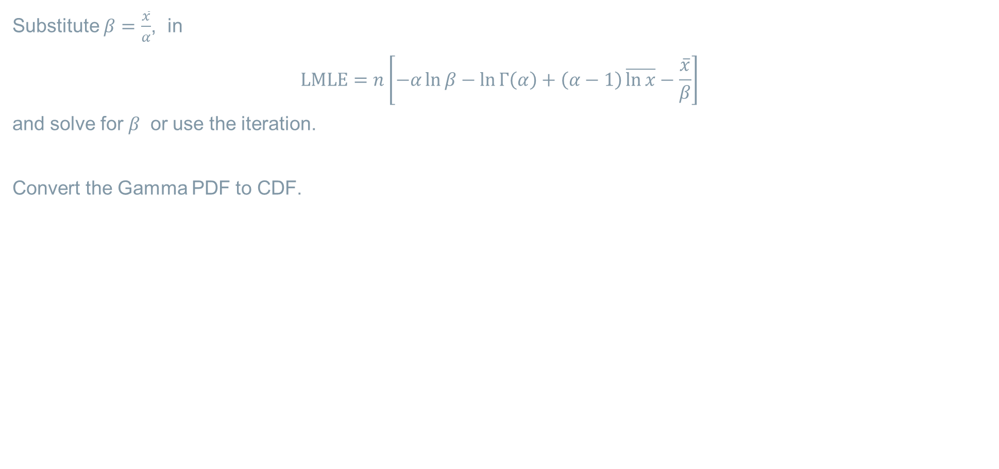 Substitute β = x̄/α, in
LMLE = n[−α ln β − ln Γ(α) + (α − 1) \overline{ln x} − x̄/β]
and solve for β or use the iteration.
Convert the Gamma PDF to CDF.